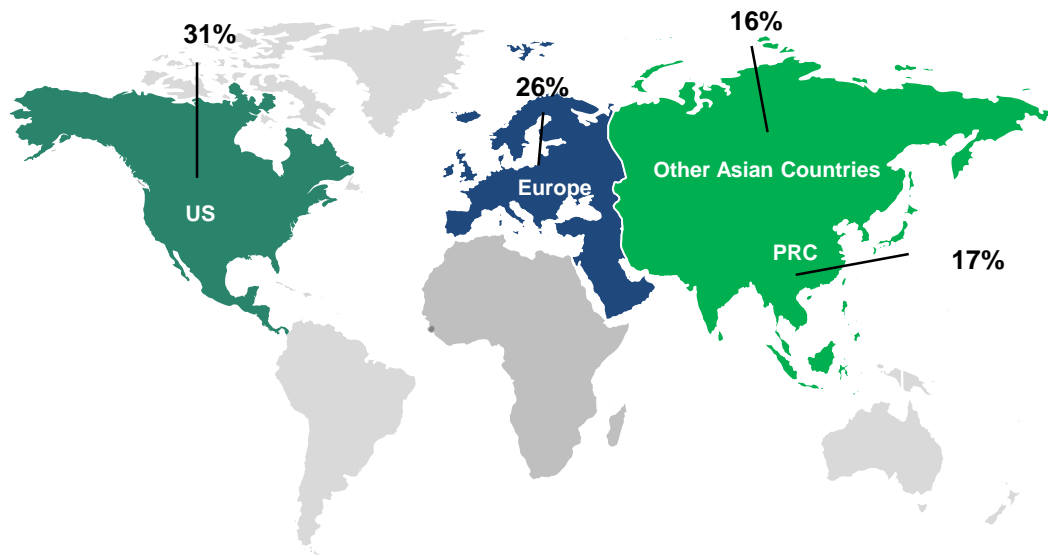 16%
31%
26%
Other Asian Countries
Europe
US
PRC
17%